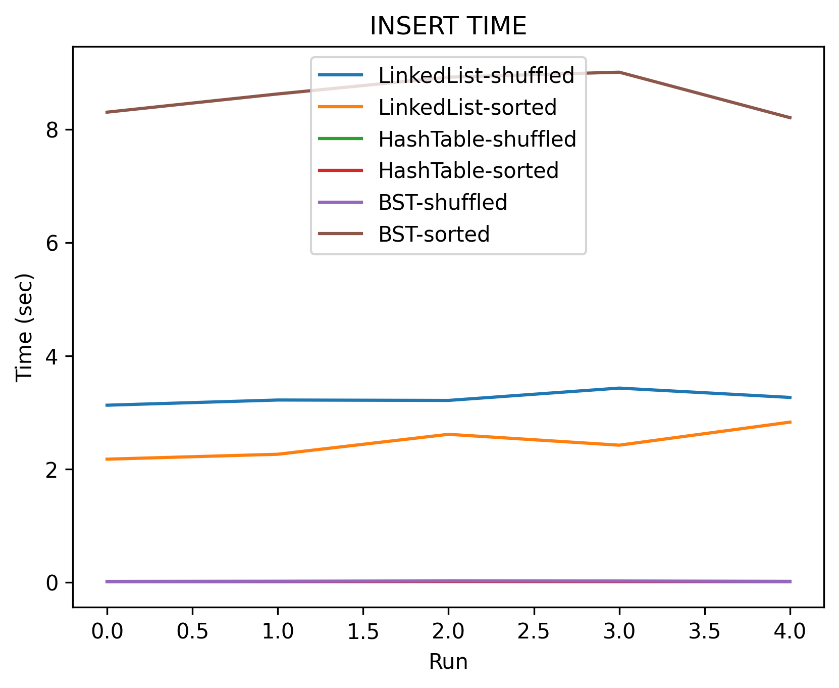 INSERT TIME
LinkedList-shuffled
LinkedList-sorted
HashTable-shuffled
HashTable-sorted
BST-shuffled
BST-sorted
Time (sec)
8
6
4
2
0
0.0 0.5 1.0 1.5 2.0 2.5 3.0 3.5 4.0
Run